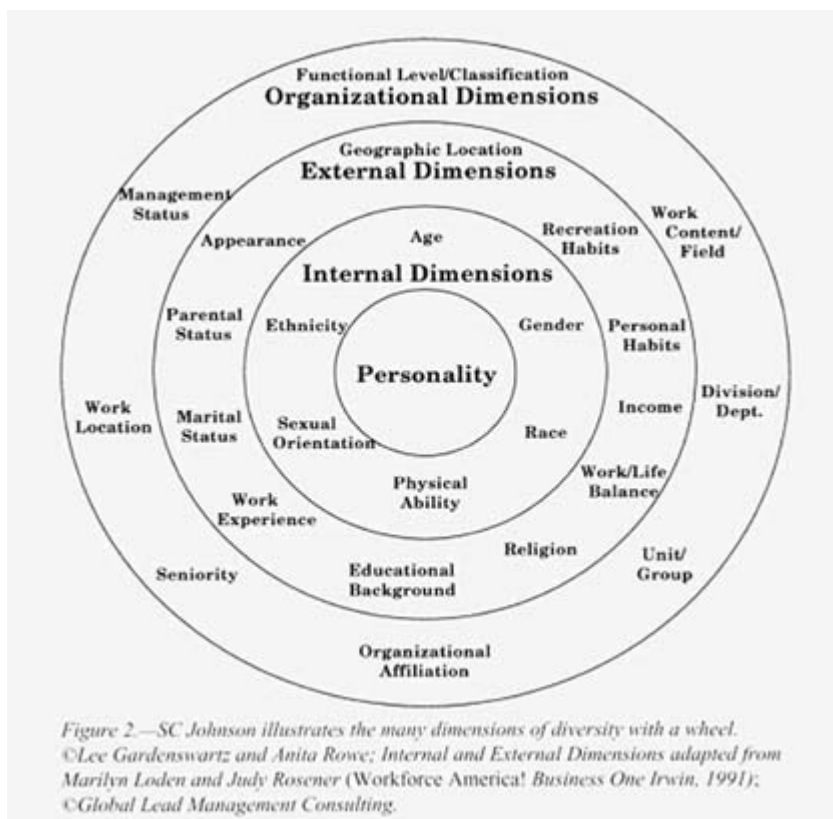 Functional Level/Classification
Organizational Dimensions
Geographic Location
External Dimensions
Management
Status
Work
Content/
Field
Appearance
Age
Recreation
Habits
Internal Dimensions
Parental
Status
Ethnicity
Gender
Personal
Habits
Personality
Work
Location
Marital
Status
Sexual
Orientation
Race
Income
Division/
Dept.
Physical
Ability
Work/Life
Balance
Work
Experience
Religion
Unit/
Group
Seniority
Educational
Background
Organizational
Affiliation
Figure 2.—SC Johnson illustrates the many dimensions of diversity with a wheel.
©Lee Gardenswartz and Anita Rowe; Internal and External Dimensions adapted from
Marilyn Loden and Judy Rosener (Workforce America! Business One Irwin, 1991);
©Global Lead Management Consulting.